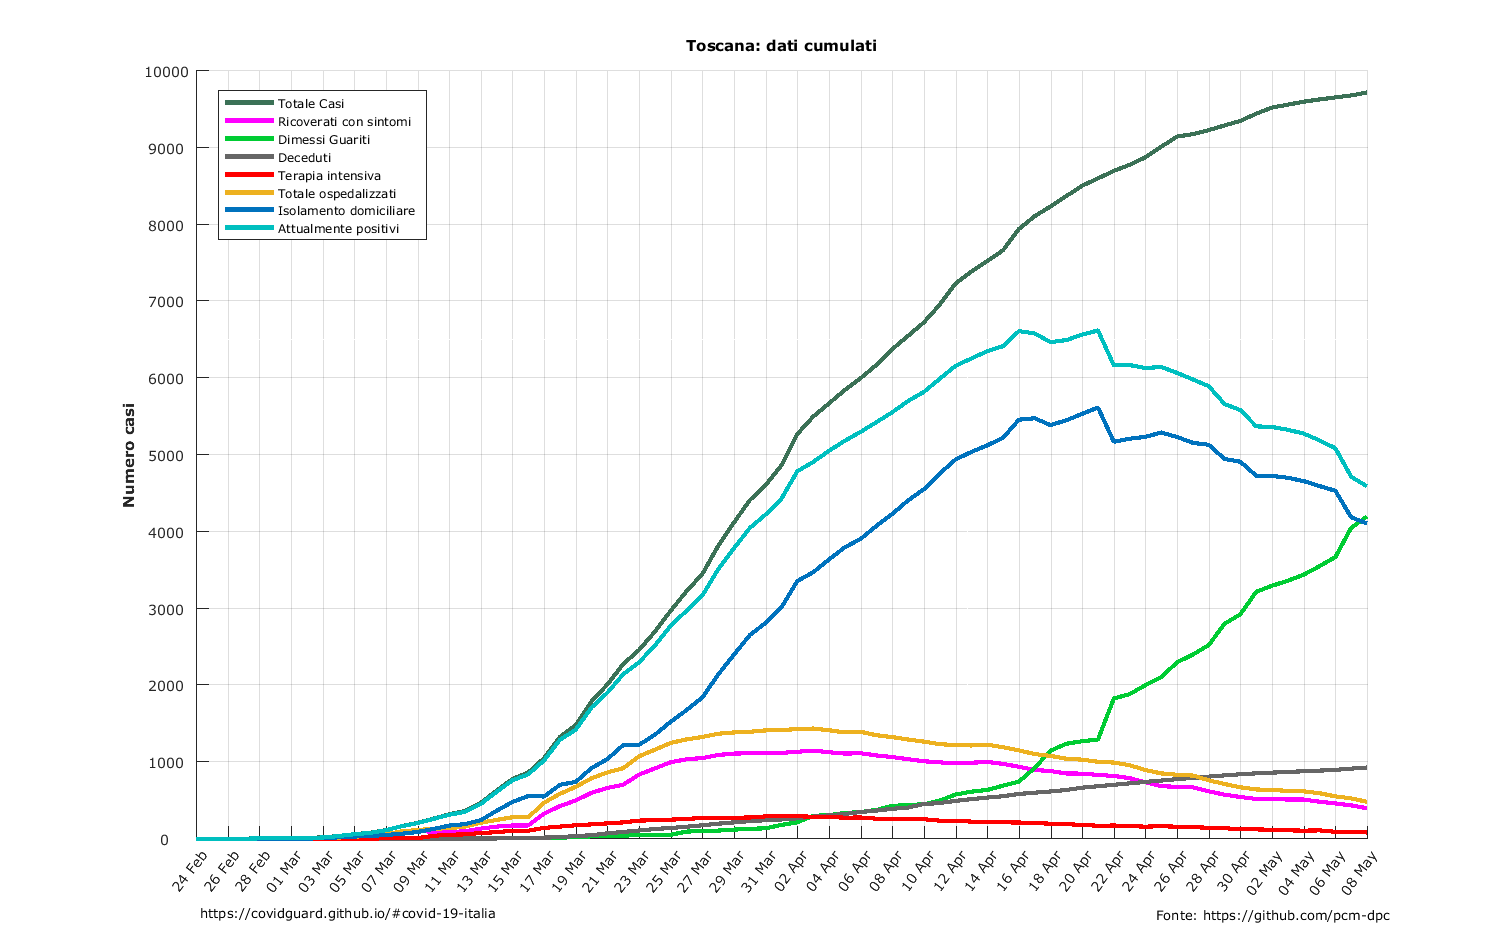 Toscana: dati cumulati
Numero casi
10000
9000
8000
7000
6000
5000
4000
3000
2000
1000
0
Totale Casi
Ricoverati con sintomi
Dimessi Guariti
Deceduti
Terapia intensiva
Totale ospedalizzati
Isolamento domiciliare
Attualmente positivi
24 Feb
26 Feb
28 Feb
01 Mar
03 Mar
05 Mar
07 Mar
09 Mar
11 Mar
13 Mar
15 Mar
17 Mar
19 Mar
21 Mar
23 Mar
25 Mar
27 Mar
29 Mar
31 Mar
02 Apr
04 Apr
06 Apr
08 Apr
10 Apr
12 Apr
14 Apr
16 Apr
18 Apr
20 Apr
22 Apr
24 Apr
26 Apr
28 Apr
30 Apr
02 May
04 May
06 May
08 May
https://covidguard.github.io/#covid-19-italia
Fonte: https://github.com/pcm-dpc